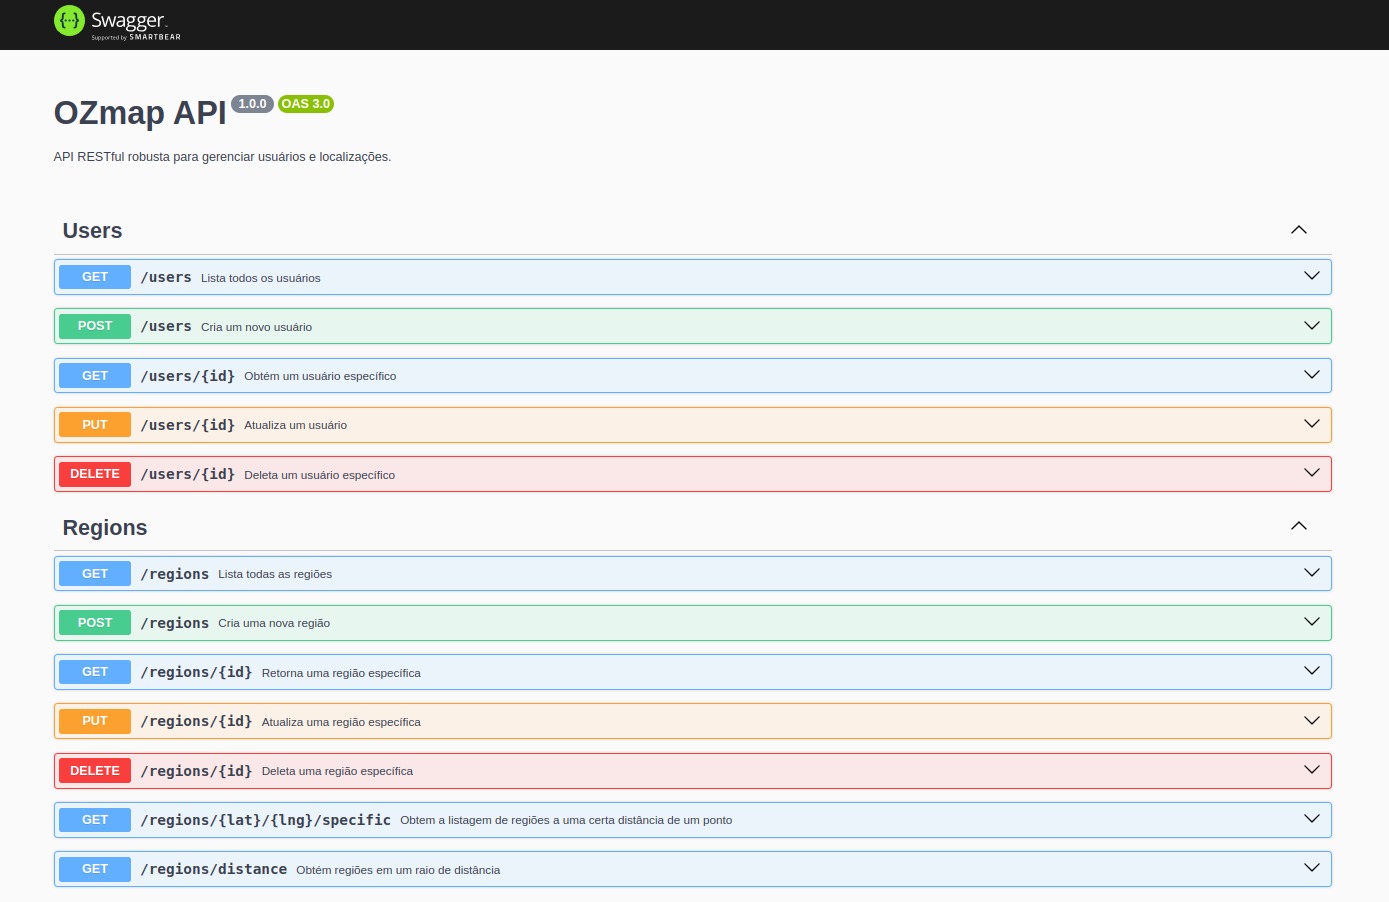 Swagger
Supported by SMARTBEAR
OZmap API 1.0.0 OAS 3.0
API RESTful robusta para gerenciar usuários e localizações.
Users
GET /users Lista todos os usuários
POST /users Cria um novo usuário
GET /users/{id} Obtém um usuário específico
PUT /users/{id} Atualiza um usuário
DELETE /users/{id} Deleta um usuário específico
Regions
GET /regions Lista todas as regiões
POST /regions Cria uma nova região
GET /regions/{id} Retorna uma região específica
PUT /regions/{id} Atualiza uma região específica
DELETE /regions/{id} Deleta uma região específica
GET /regions/{lat}/{lng}/specific Obtem a listagem de regiões a uma certa distância de um ponto
GET /regions/distance Obtém regiões em um raio de distância